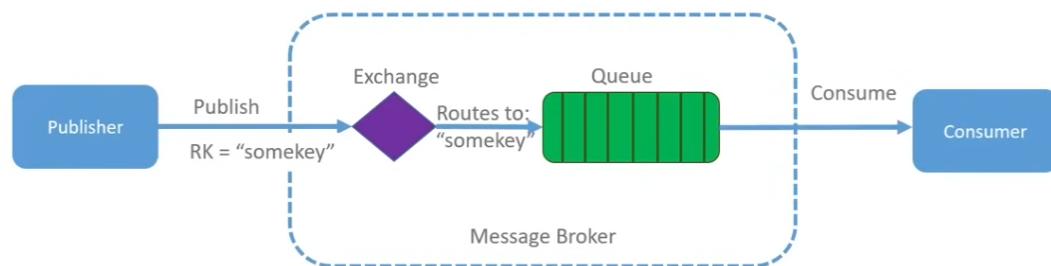 Publisher
Publish
RK = “somekey”
Exchange
Routes to:
“somekey”
Queue
Message Broker
Consume
Consumer